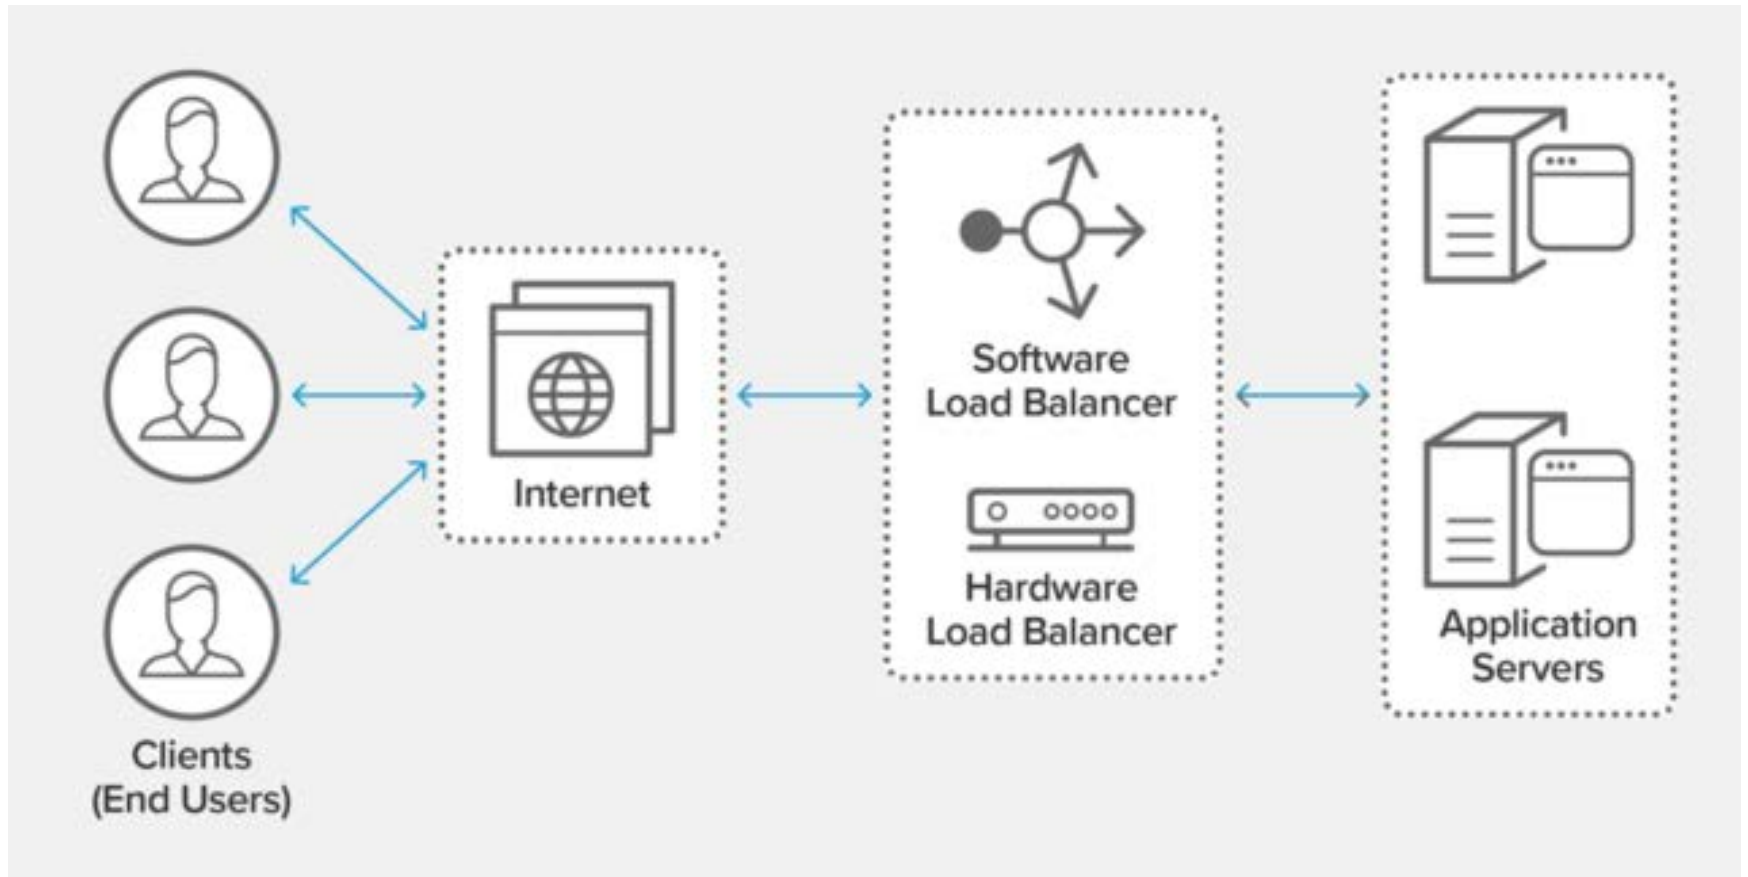 Clients
(End Users)
Internet
Software
Load Balancer
Hardware
Load Balancer
Application
Servers